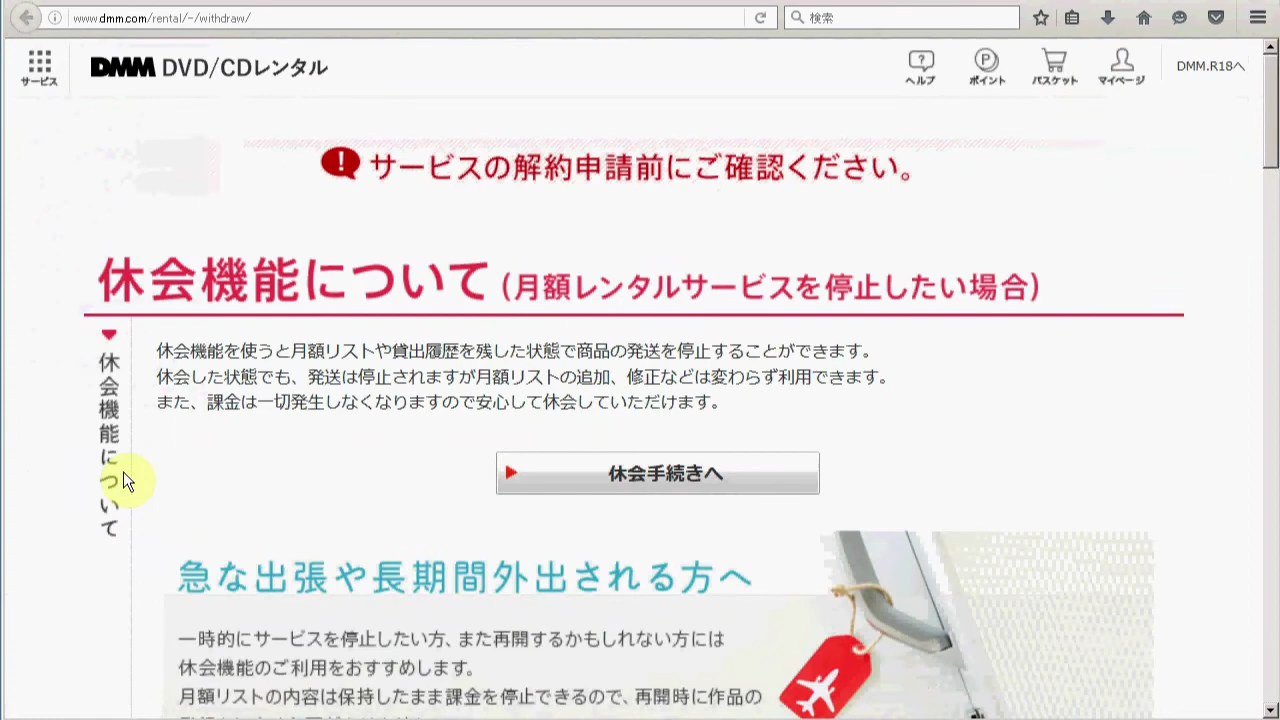 www.dmm.com/rental/-/withdraw/
検索
サービス
DMM DVD/CDレンタル
ヘルプ
ポイント
バスケット
マイページ
DMM.R18へ
サービスの解約申請前にご確認ください。
休会機能について (月額レンタルサービスを停止したい場合)
休会機能について
休会機能を使うと月額リストや貸出履歴を残した状態で商品の発送を停止することができます。
休会した状態でも、発送は停止されますが月額リストの追加、修正などは変わらず利用できます。
また、課金は一切発生しなくなりますので安心して休会していただけます。
休会手続きへ
急な出張や長期間外出される方へ
一時的にサービスを停止したい方、また再開するかもしれない方には
休会機能のご利用をおすすめします。
月額リストの内容は保持したまま課金を停止できるので、再開時に作品の